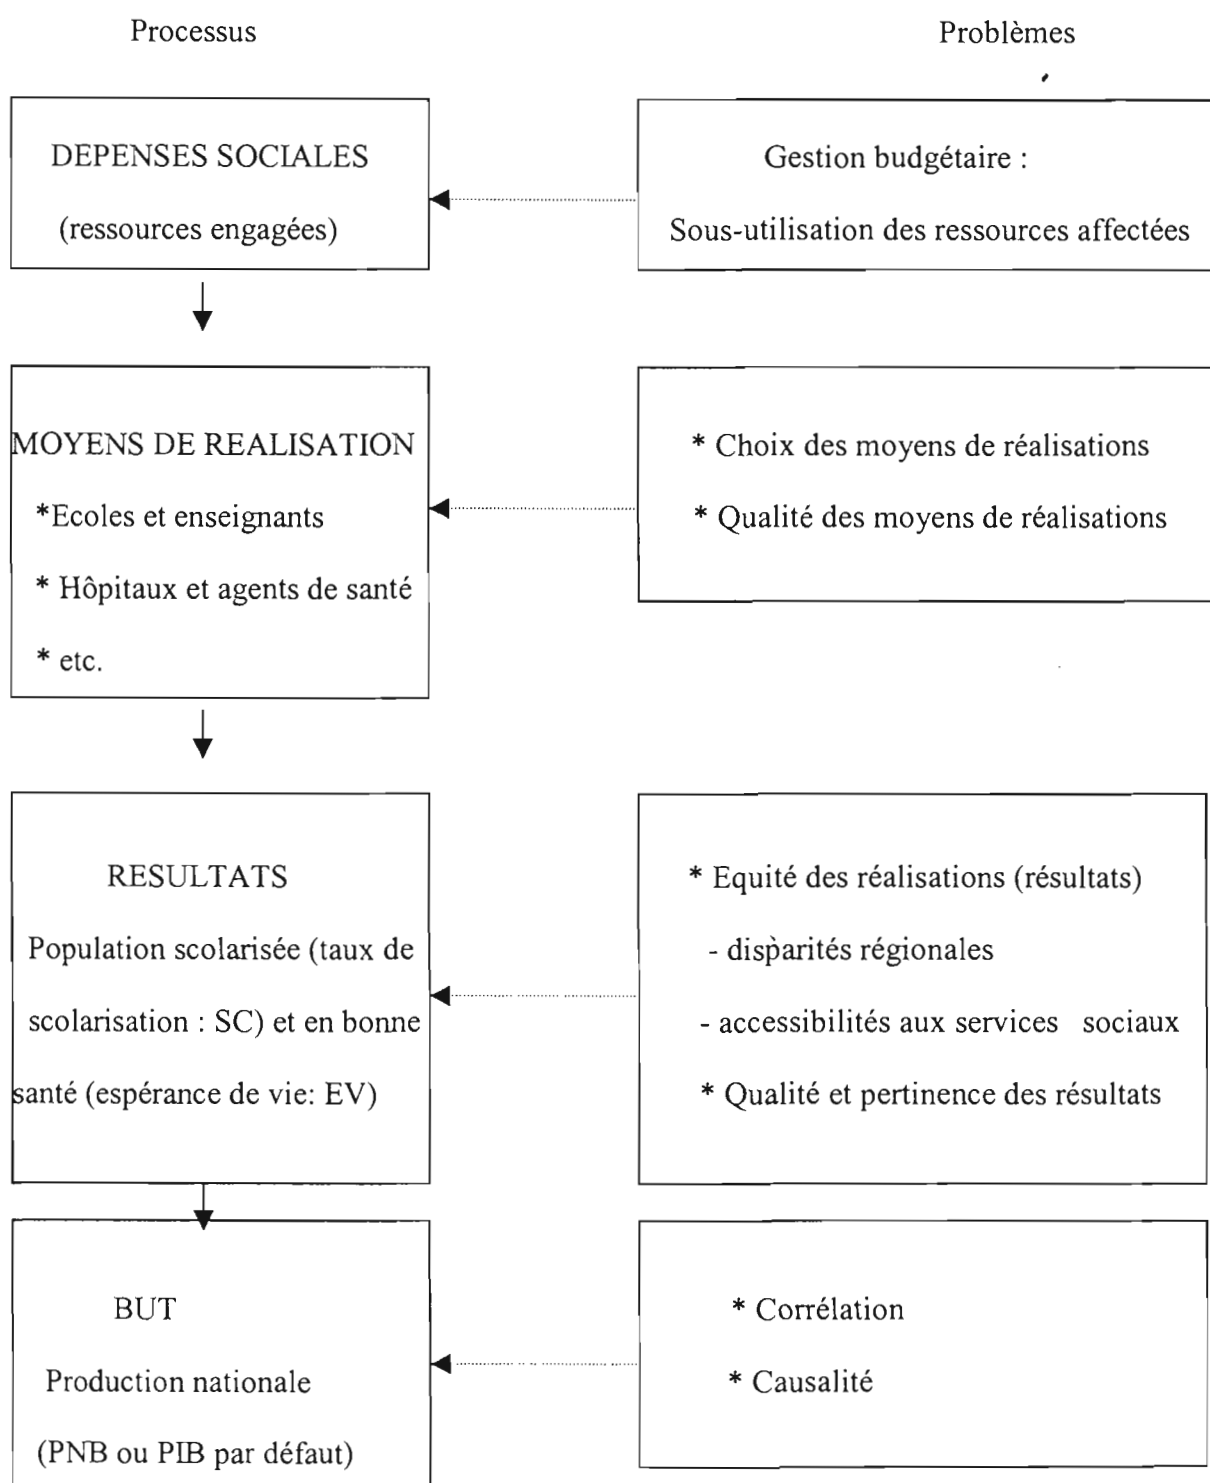 Processus
Problèmes
DEPENSES SOCIALES
(ressources engagées)
Gestion budgétaire :
Sous-utilisation des ressources affectées
MOYENS DE REALISATION
*Ecoles et enseignants
* Hôpitaux et agents de santé
* etc.
* Choix des moyens de réalisations
* Qualité des moyens de réalisations
RESULTATS
Population scolarisée (taux de
scolarisation : SC) et en bonne
santé (espérance de vie: EV)
* Equité des réalisations (résultats)
- disparités régionales
- accessibilités aux services sociaux
* Qualité et pertinence des résultats
BUT
Production nationale
(PNB ou PIB par défaut)
* Corrélation
* Causalité